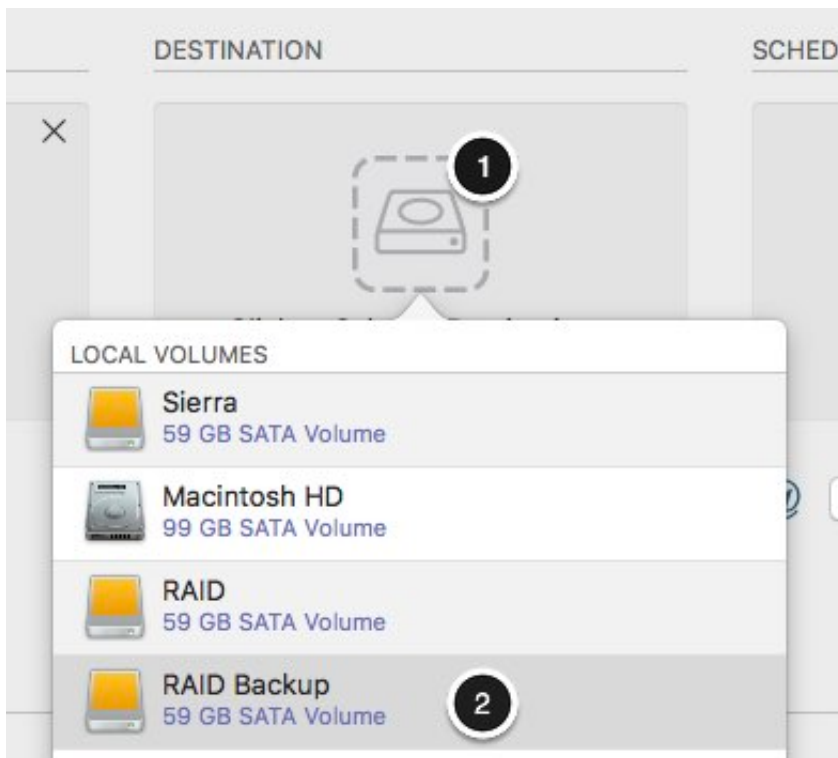 DESTINATION
1
LOCAL VOLUMES
Sierra
59 GB SATA Volume
Macintosh HD
99 GB SATA Volume
RAID
59 GB SATA Volume
RAID Backup
59 GB SATA Volume
2